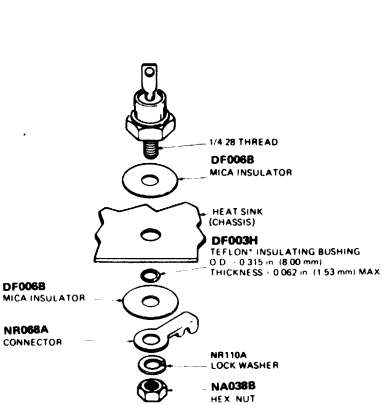 1/4 28 THREAD
DF006B
MICA INSULATOR
HEAT SINK
(CHASSIS)
DF003H
TEFLON* INSULATING BUSHING
O.D. - 0.315 in. (8.00 mm)
THICKNESS - 0.062 in. (1.53 mm) MAX
DF006B
MICA INSULATOR
NR068A
CONNECTOR
NR110A
LOCK WASHER
NA038B
HEX NUT